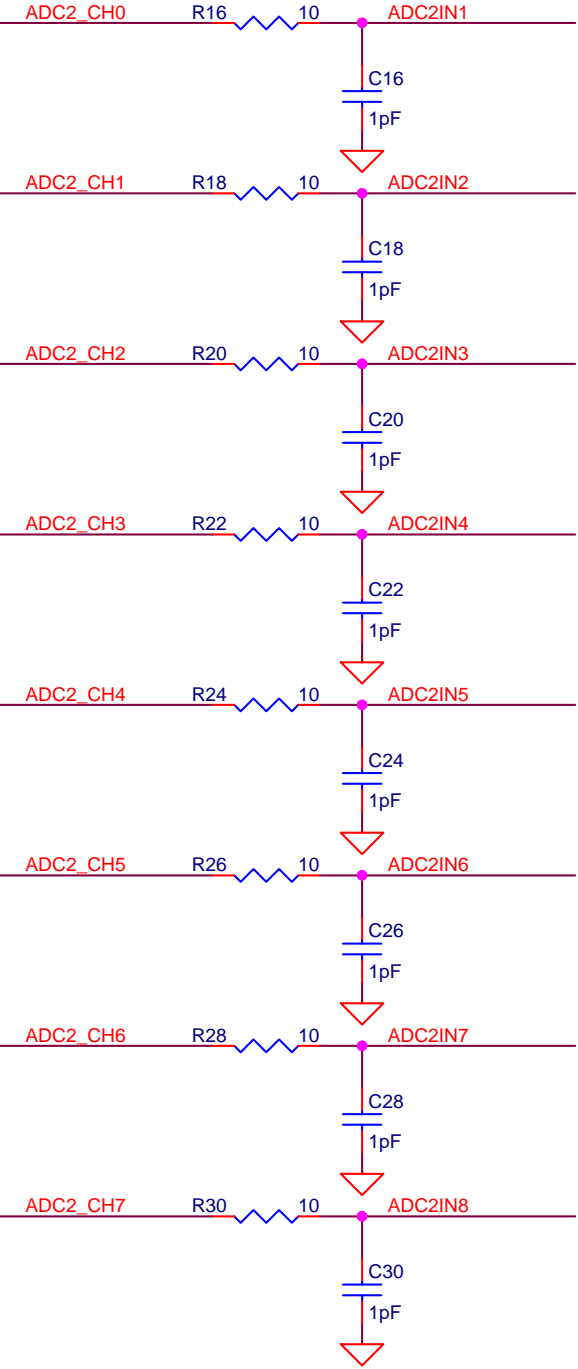 ADC2_CH0 R16 10 ADC2IN1
C16
1pF
ADC2_CH1 R18 10 ADC2IN2
C18
1pF
ADC2_CH2 R20 10 ADC2IN3
C20
1pF
ADC2_CH3 R22 10 ADC2IN4
C22
1pF
ADC2_CH4 R24 10 ADC2IN5
C24
1pF
ADC2_CH5 R26 10 ADC2IN6
C26
1pF
ADC2_CH6 R28 10 ADC2IN7
C28
1pF
ADC2_CH7 R30 10 ADC2IN8
C30
1pF